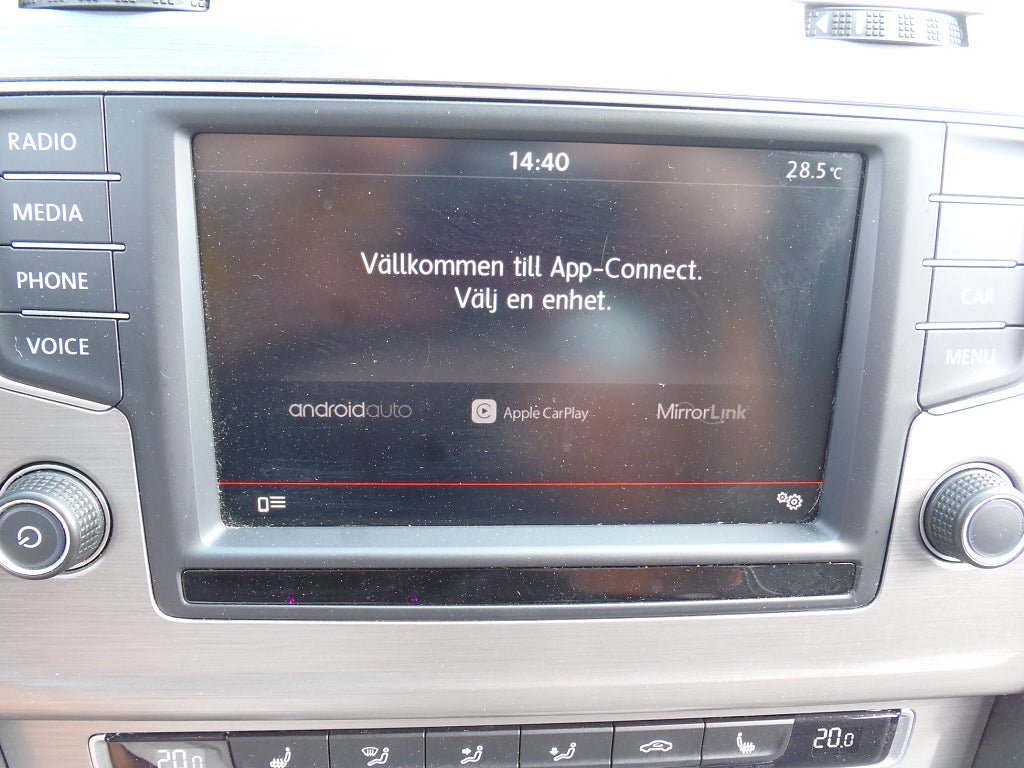 14:40
28.5°C
RADIO
MEDIA
PHONE
VOICE
Vällkommen till App-Connect.
Välj en enhet.
androidauto
Apple CarPlay
MirrorLink
CAR
MENU
20.0
20.0